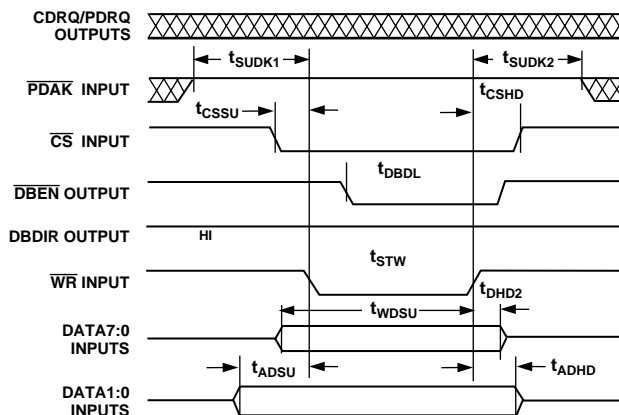 CDRQ/PDRQ
OUTPUTS
tSUDK1
tSUDK2
PDAK INPUT
tCSSU
tCSHD
CS INPUT
tDBDL
DBEN OUTPUT
DBDIR OUTPUT
HI
tSTW
WR INPUT
tDHD2
tWDSU
DATA7:0
INPUTS
tADSU
tADHD
DATA1:0
INPUTS